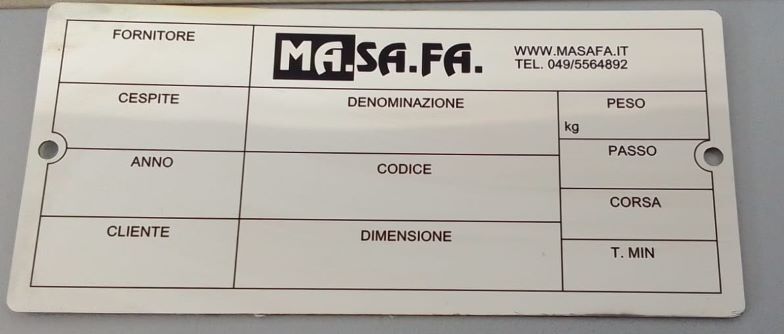 FORNITORE
MA.SA.FA.
WWW.MASAFA.IT
TEL. 049/5564892
CESPITE
DENOMINAZIONE
PESO
kg
ANNO
CODICE
PASSO
CORSA
CLIENTE
DIMENSIONE
T. MIN